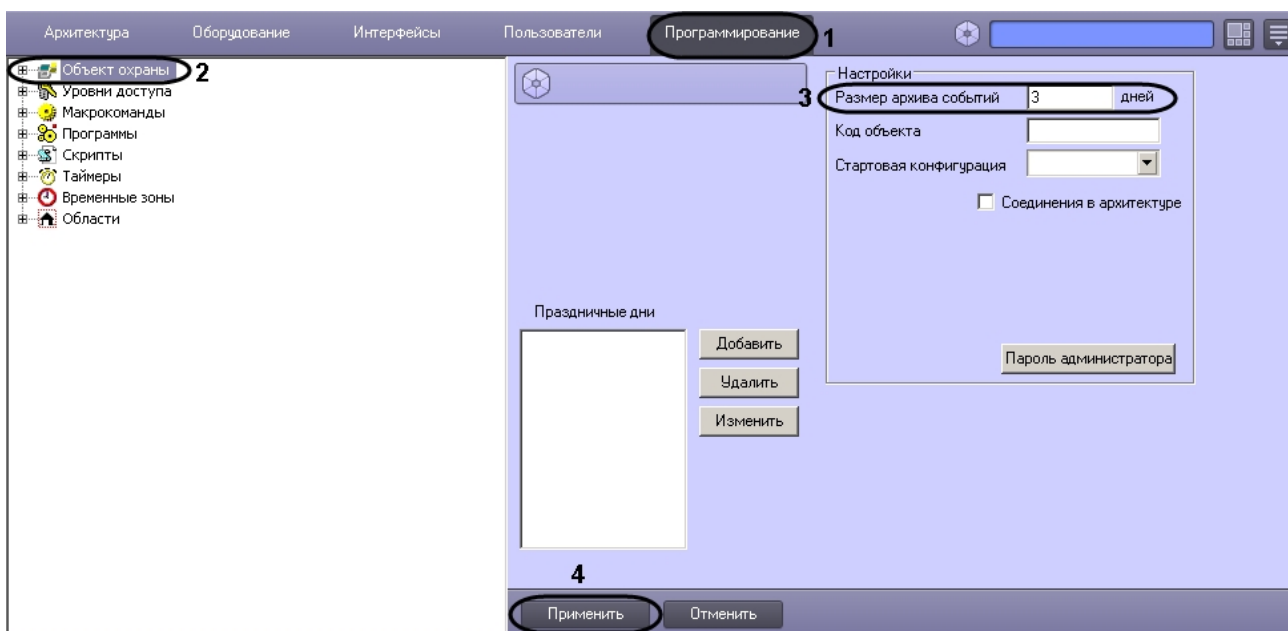 Архитектура Оборудование Интерфейсы Пользователи Программирование 1
Объект охраны 2
Уровни доступа
Макрокоманды
Программы
Скрипты
Таймеры
Временные зоны
Области
Настройки
3 Размер архива событий 3 дней
Код объекта
Стартовая конфигурация
Соединения в архитектуре
Пароль администратора
Праздничные дни
Добавить
Удалить
Изменить
4
Применить Отменить